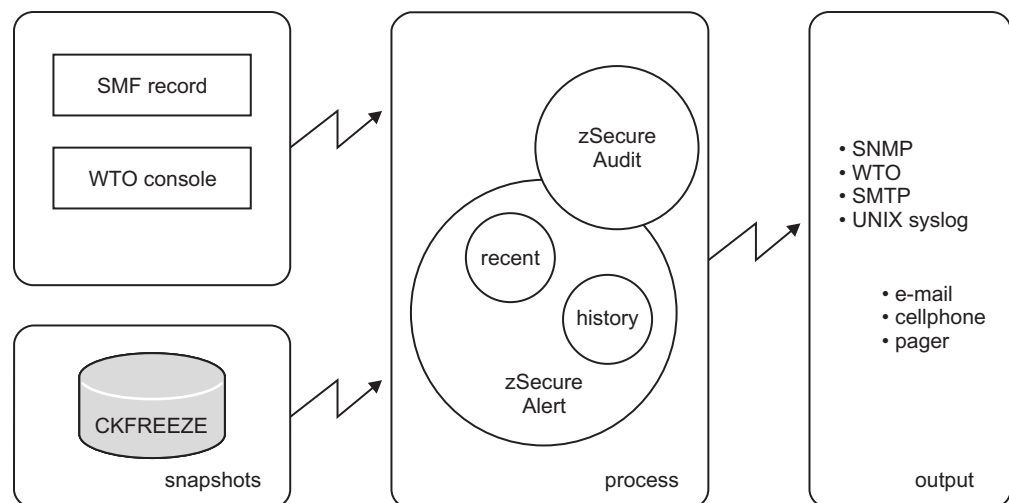 SMF record
WTO console
CKFREEZE
snapshots
zSecure
Audit
recent
history
zSecure
Alert
process
• SNMP
• WTO
• SMTP
• UNIX syslog
• e-mail
• cellphone
• pager
output